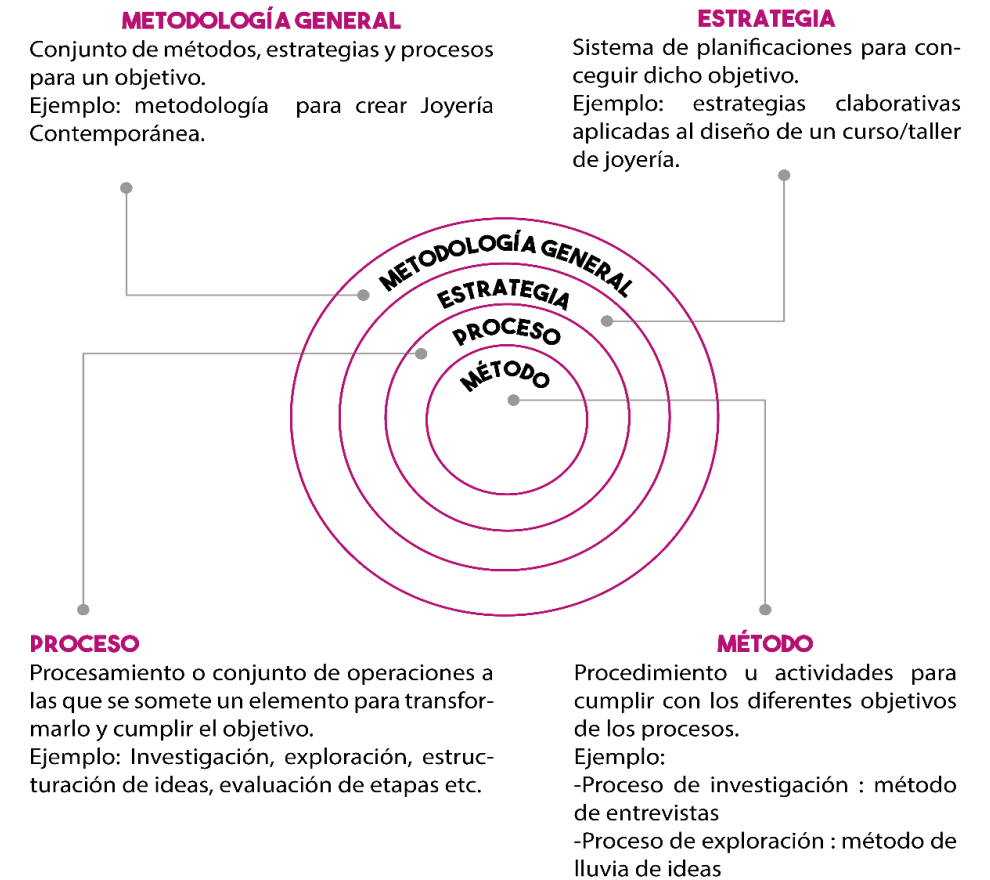 METODOLOGÍA GENERAL
Conjunto de métodos, estrategias y procesos
para un objetivo.
Ejemplo: metodología para crear Joyería
Contemporánea.
ESTRATEGIA
Sistema de planificaciones para con-
ceguir dicho objetivo.
Ejemplo: estrategias claborativas
aplicadas al diseño de un curso/taller
de joyería.
METODOLOGÍA GENERAL
ESTRATEGIA
PROCESO
MÉTODO
PROCESO
Procesamiento o conjunto de operaciones a
las que se somete un elemento para transfor-
marlo y cumplir el objetivo.
Ejemplo: Investigación, exploración, estruc-
turación de ideas, evaluación de etapas etc.
MÉTODO
Procedimiento u actividades para
cumplir con los diferentes objetivos
de los procesos.
Ejemplo:
-Proceso de investigación : método
de entrevistas
-Proceso de exploración : método de
lluvia de ideas